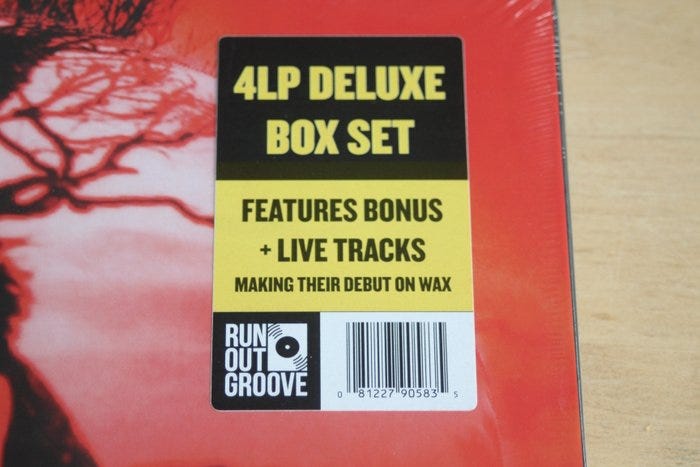 4LP DELUXE
BOX SET
FEATURES BONUS
+ LIVE TRACKS
MAKING THEIR DEBUT ON WAX
RUN
OUT
GROOVE
0 81227 90583 5